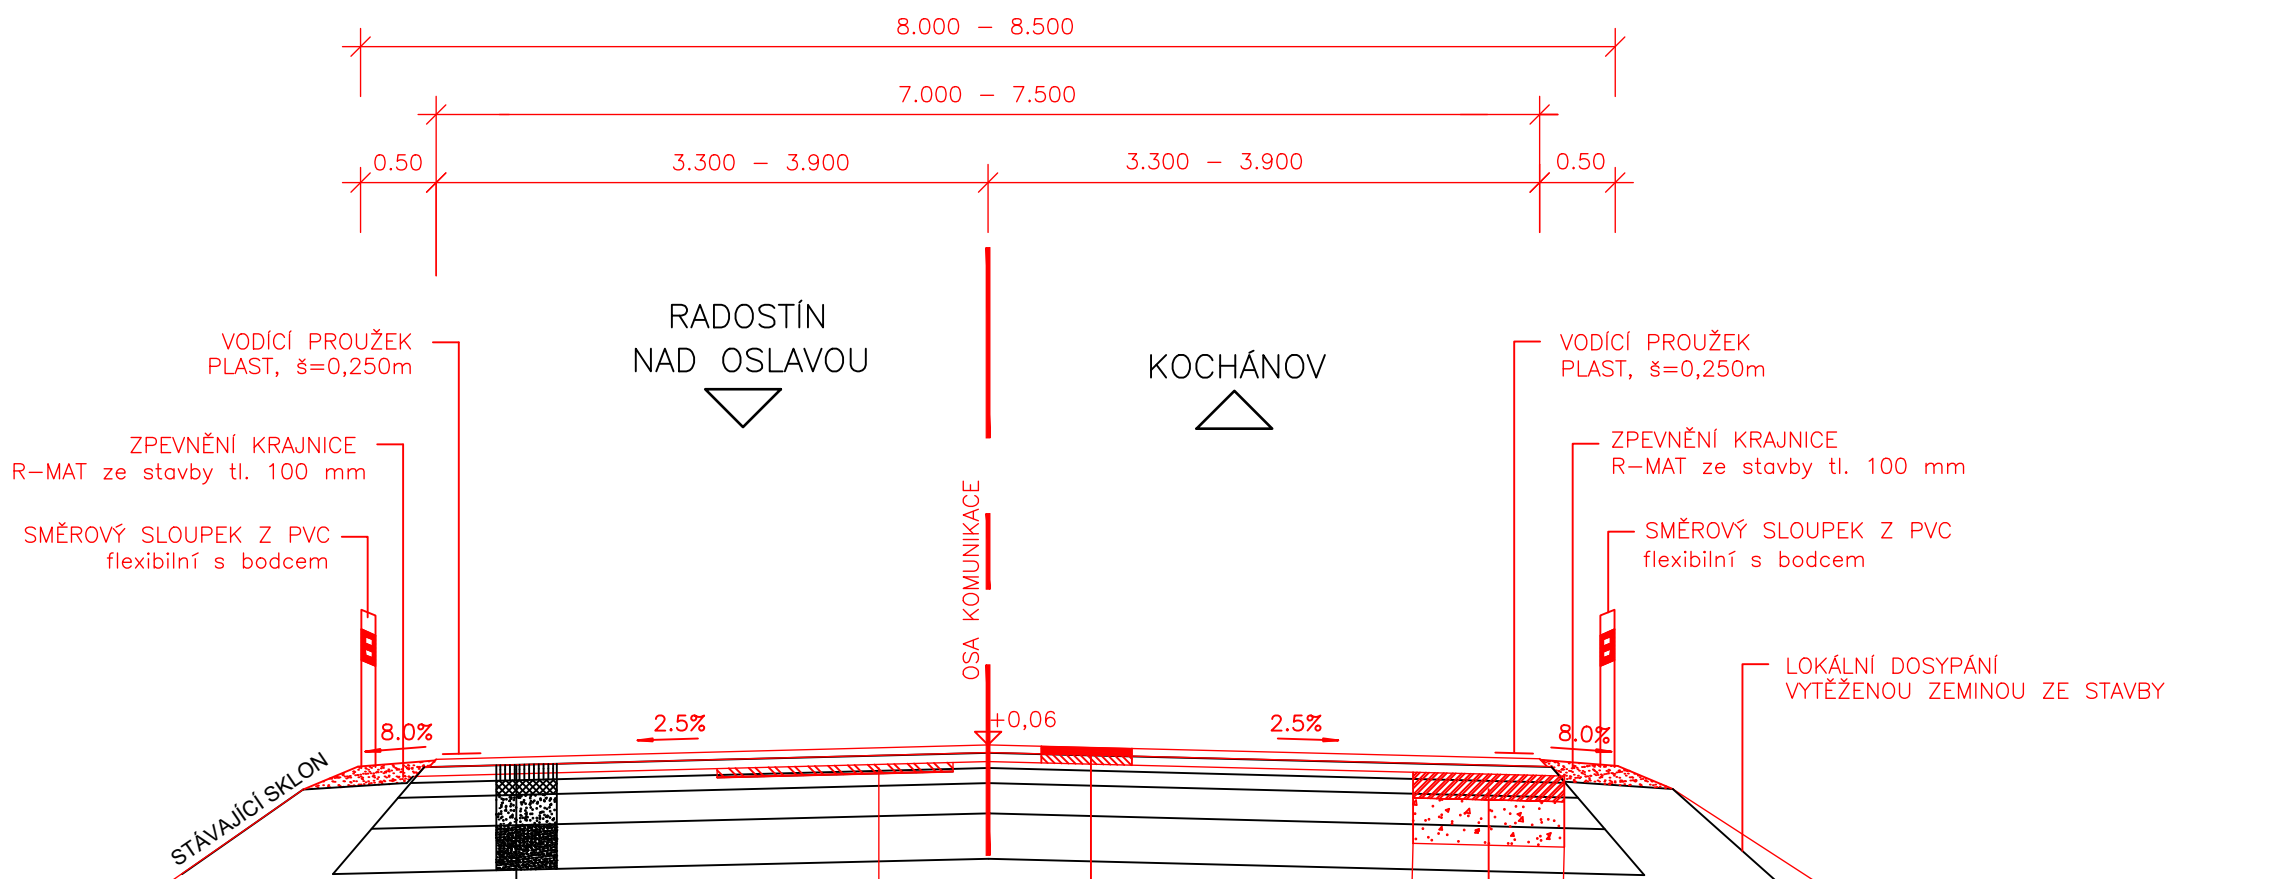 8.000 – 8.500
7.000 – 7.500
0.50
3.300 – 3.900
3.300 – 3.900
0.50
RADOSTÍN
NAD OSLAVOU
KOCHÁNOV
VODÍCÍ PROUŽEK
PLAST, š=0,250m
VODÍCÍ PROUŽEK
PLAST, š=0,250m
ZPEVNĚNÍ KRAJNICE
R–MAT ze stavby tl. 100 mm
ZPEVNĚNÍ KRAJNICE
R–MAT ze stavby tl. 100 mm
SMĚROVÝ SLOUPEK Z PVC
flexibilní s bodcem
SMĚROVÝ SLOUPEK Z PVC
flexibilní s bodcem
OSA KOMUNIKACE
LOKÁLNÍ DOSYPÁNÍ
VYTĚŽENOU ZEMINOU ZE STAVBY
8.0%
2.5%
+0,06
2.5%
8.0%
STÁVAJÍCÍ SKLON